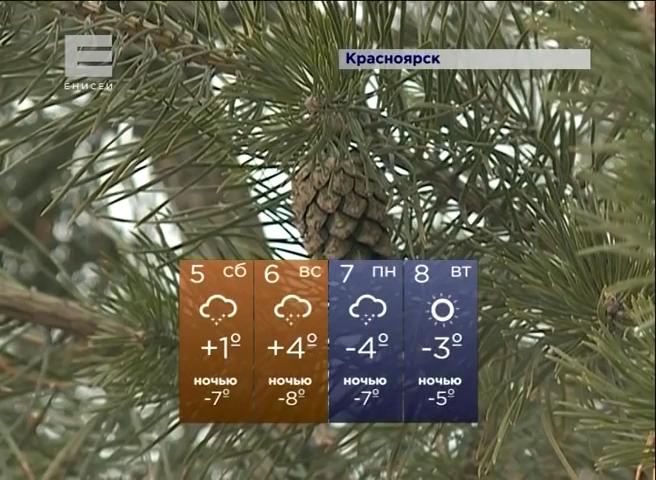 Красноярск
ЕНИСЕЙ
5 сб
+1º
ночью
-7º
6 вс
+4º
ночью
-8º
7 пн
-4º
ночью
-7º
8 вт
-3º
ночью
-5º